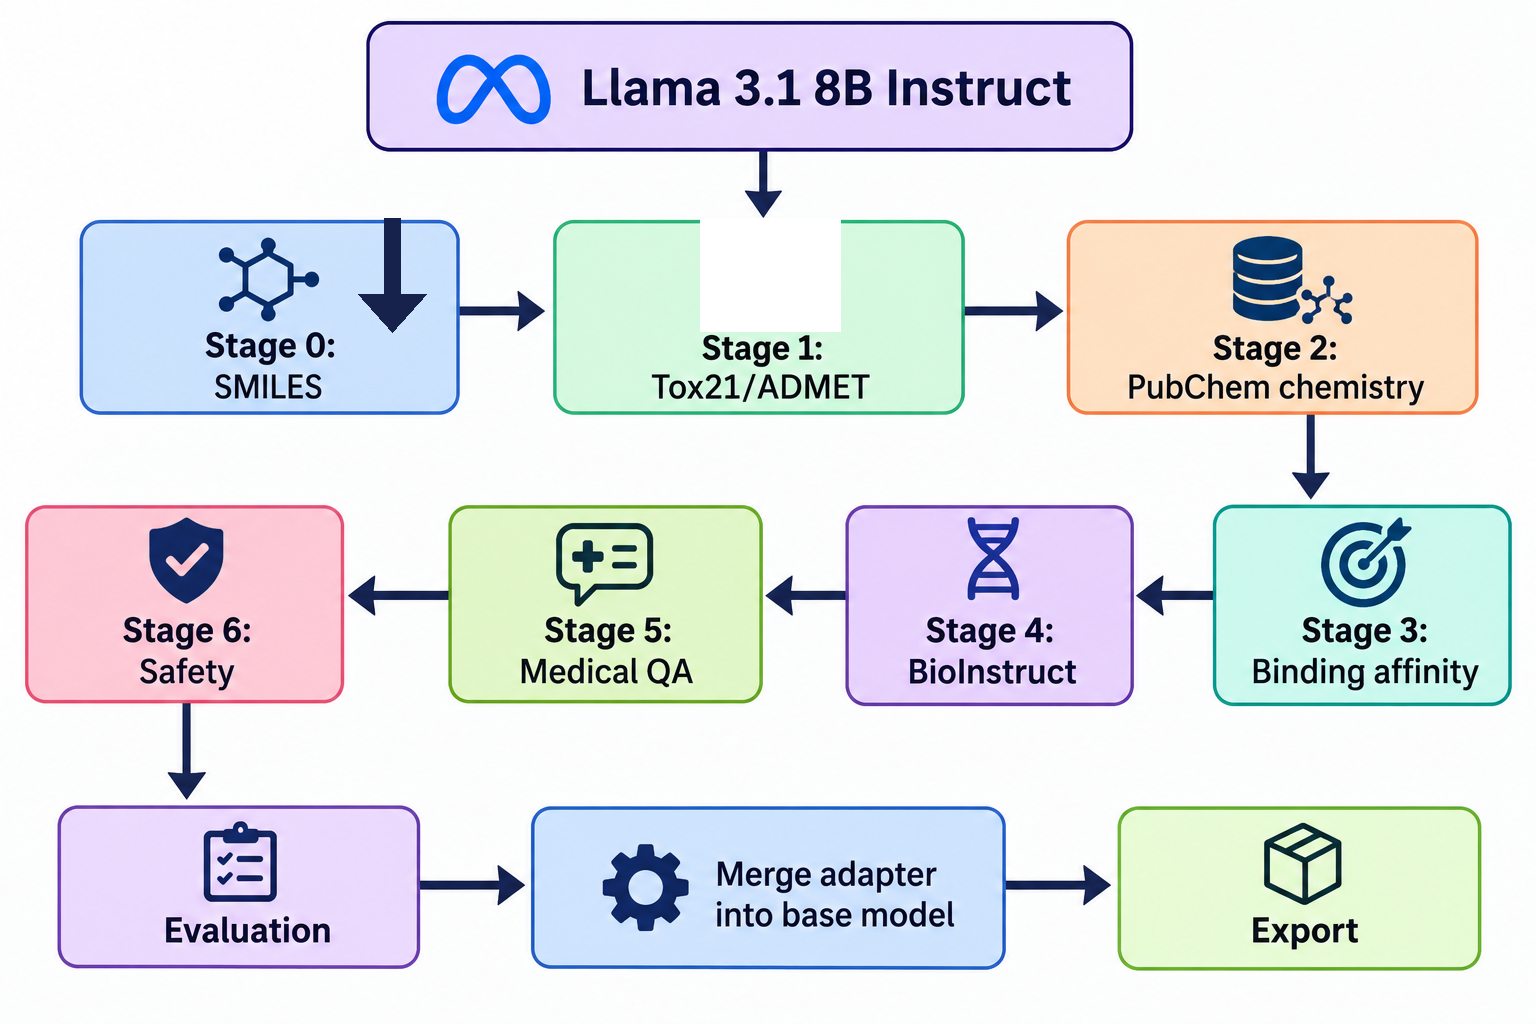 Llama 3.1 8B Instruct
Stage 0:
SMILES
Stage 1:
Tox21/ADMET
Stage 2:
PubChem chemistry
Stage 6:
Safety
Stage 5:
Medical QA
Stage 4:
BioInstruct
Stage 3:
Binding affinity
Evaluation
Merge adapter
into base model
Export